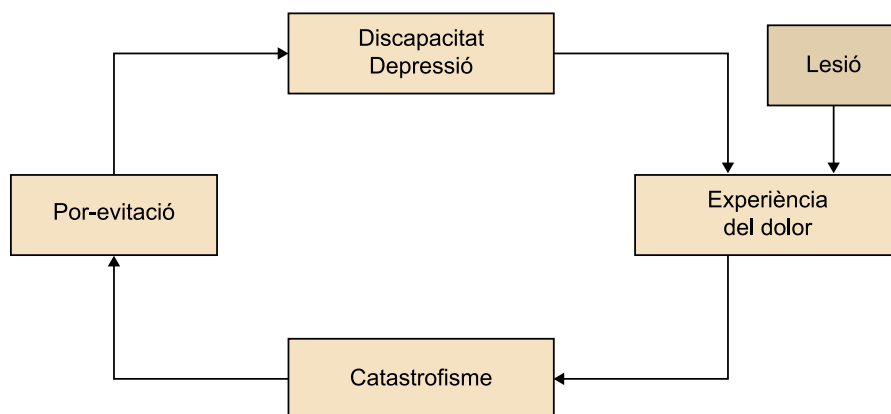 Discapacitat
Depressió
Lesió
Por-evitació
Experiència
del dolor
Catastrofisme